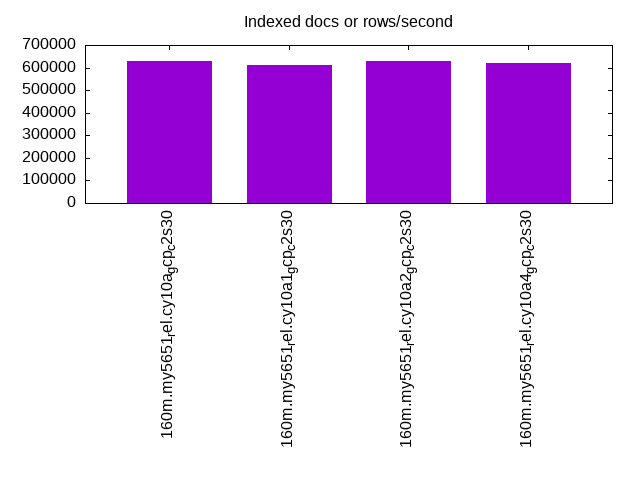 Indexed docs or rows/second
700000
600000
500000
400000
300000
200000
100000
0
160m.my5651rel.cy10agcpc2s30
160m.my5651rel.cy10a1gcpc2s30
160m.my5651rel.cy10a2gcpc2s30
160m.my5651rel.cy10a4gcpc2s30